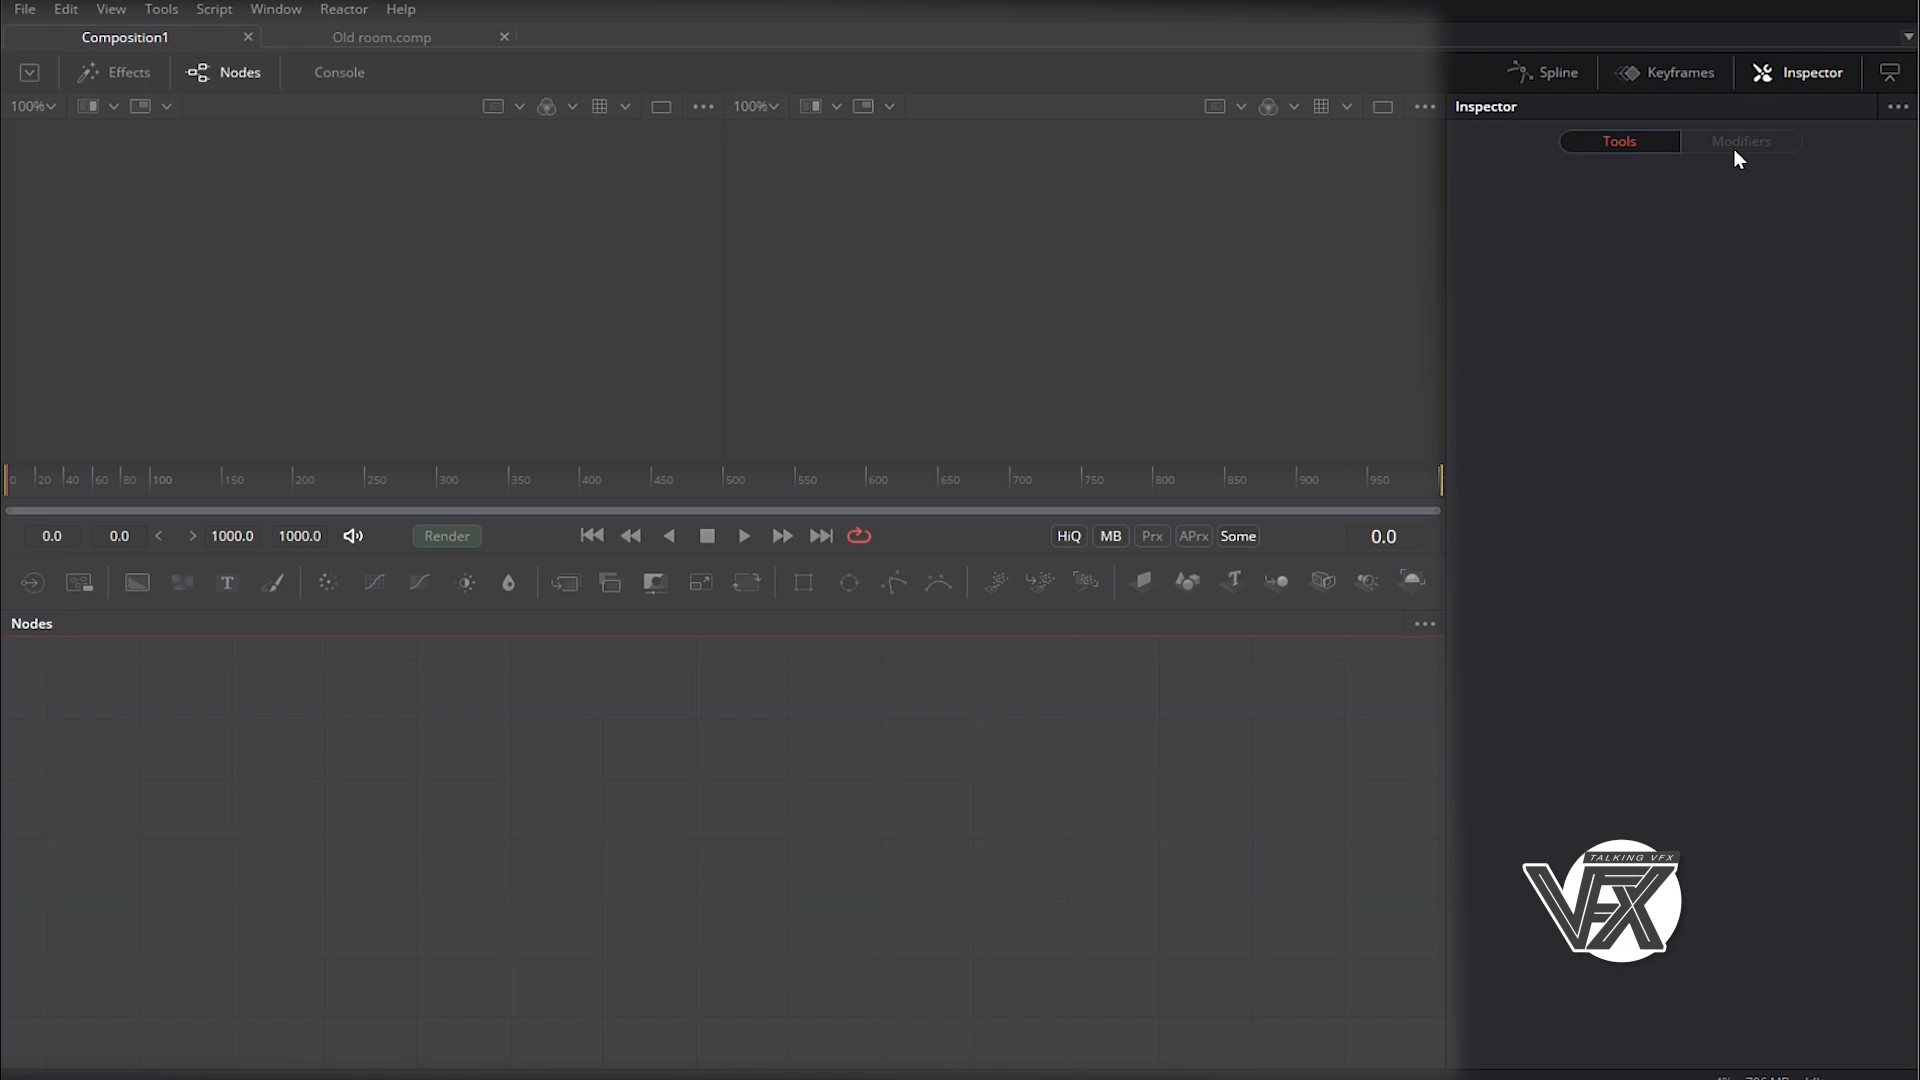 File Edit View Tools Script Window Reactor Help
Composition1 Old room.comp
Effects Nodes Console Spline Keyframes Inspector
100% 100% Inspector
Tools Modifiers
0 20 40 60 80 100 150 200 250 300 350 400 450 500 550 600 650 700 750 800 850 900 950
0.0 0.0 < > 1000.0 1000.0 Render HiQ MB Prx APrx Some 0.0
T T
Nodes
TALKING VFX
VFX